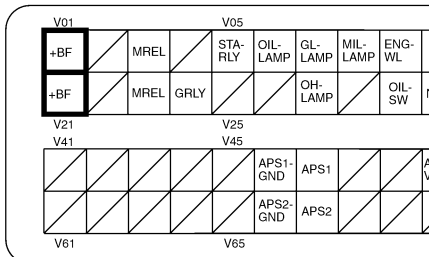 V01 V05
+BF MREL STA-RLY OIL-LAMP GL-LAMP MIL-LAMP ENG-WL
+BF MREL GRLY OH-LAMP OIL-SW
V21 V25
V41 V45
APS1-GND APS1
APS2-GND APS2
V61 V65